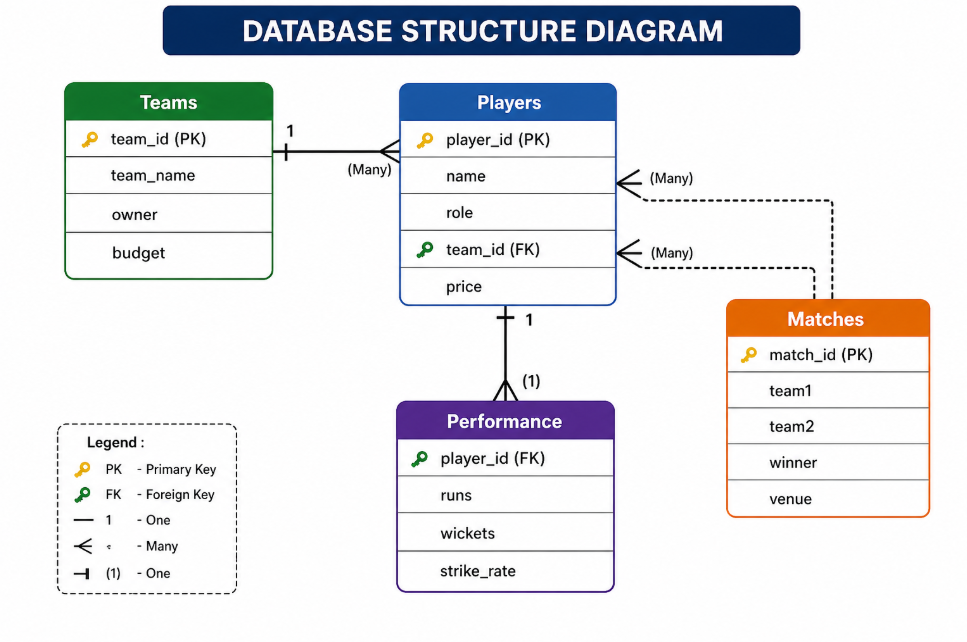 DATABASE STRUCTURE DIAGRAM
Teams
team_id (PK)
team_name
owner
budget
1
(Many)
Players
player_id (PK)
name
role
team_id (FK)
price
(Many)
(Many)
Matches
match_id (PK)
team1
team2
winner
venue
1
(1)
Performance
player_id (FK)
runs
wickets
strike_rate
Legend :
PK - Primary Key
FK - Foreign Key
1 - One
- Many
(1) - One